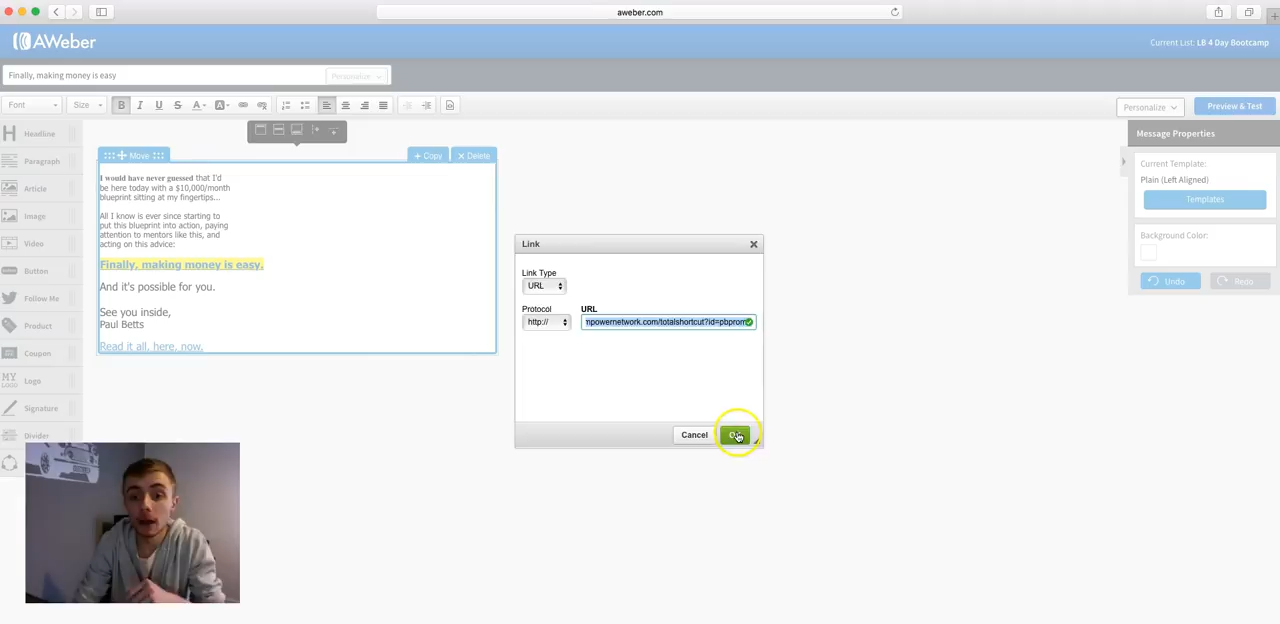 aweber.com
AWeber
Current List: LB 4 Day Bootcamp
Finally, making money is easy
Personalize
Font
Size
B
I
U
S
A
A
Personalize
Preview & Test
Headline
Paragraph
Article
Image
Video
Button
Follow Me
Product
Coupon
MY LOGO
Logo
Signature
Divider
Move
+ Copy
Delete
I would have never guessed that I'd
be here today with a $10,000/month
blueprint sitting at my fingertips...
All I know is ever since starting to
put this blueprint into action, paying
attention to mentors like this, and
acting on this advice:
Finally, making money is easy.
And it's possible for you.
See you inside,
Paul Betts
Read it all, here, now.
Link
Link Type
URL
Protocol
URL
http://
mpowernetwork.com/totalshortcut?id=pbprom
Cancel
Message Properties
Current Template:
Plain (Left Aligned)
Templates
Background Color:
Undo
Redo